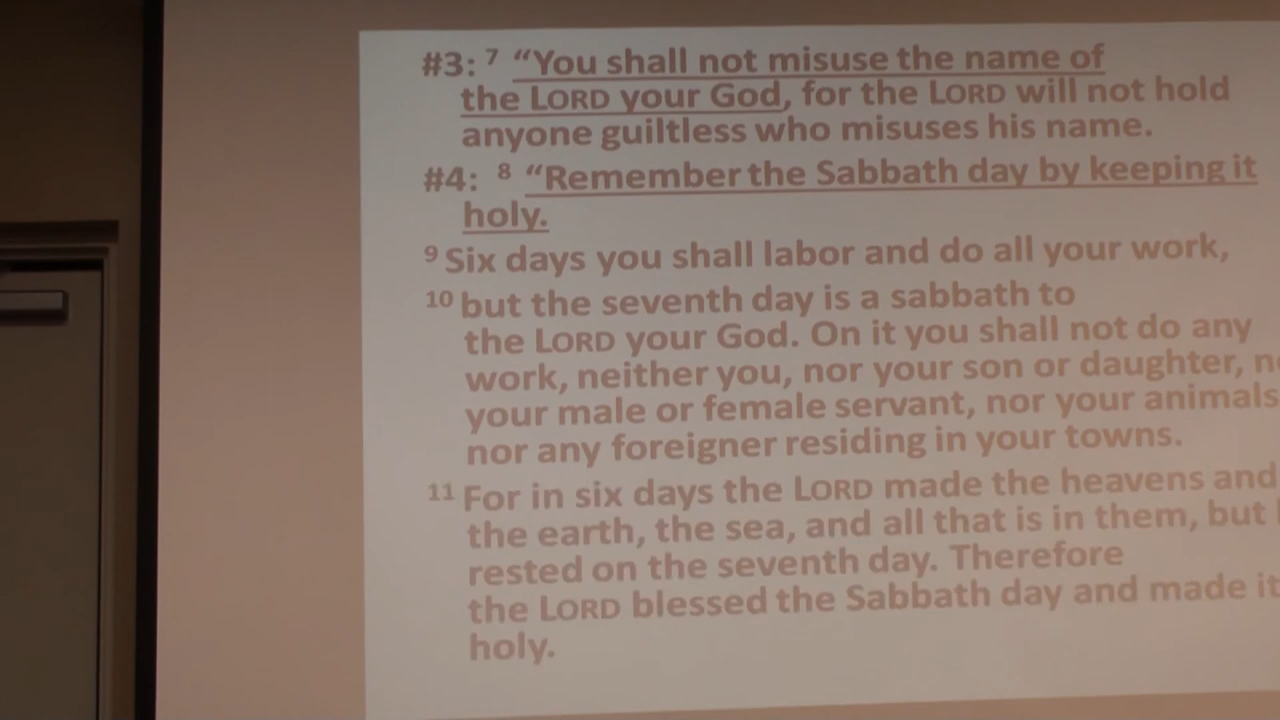 #3: 7 “You shall not misuse the name of
the LORD your God, for the LORD will not hold
anyone guiltless who misuses his name.
#4: 8 “Remember the Sabbath day by keeping it
holy.
9 Six days you shall labor and do all your work,
10 but the seventh day is a sabbath to
the LORD your God. On it you shall not do any
work, neither you, nor your son or daughter,
your male or female servant, nor your animals
nor any foreigner residing in your towns.
11 For in six days the LORD made the heavens and
the earth, the sea, and all that is in them, but
rested on the seventh day. Therefore
the LORD blessed the Sabbath day and made it
holy.